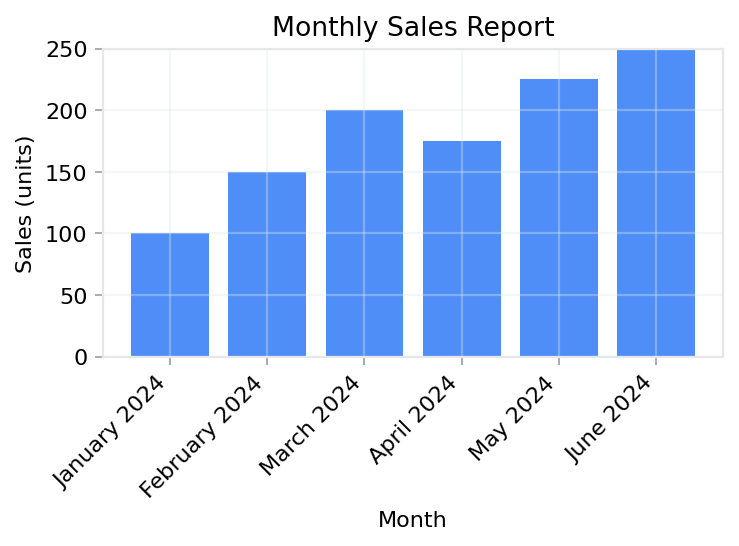 Monthly Sales Report
250
200
150
100
50
0
Sales (units)
January 2024
February 2024
March 2024
April 2024
May 2024
June 2024
Month